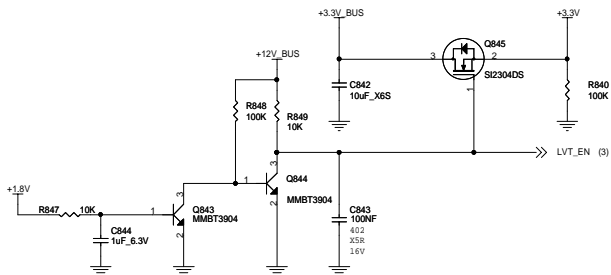 +3.3V_BUS
+3.3V
Q845
3
2
SI2304DS
1
C842
10uF_X6S
R840
100K
+12V_BUS
R848
100K
R849
10K
LVT_EN (3)
3
1
Q844
MMBT3904
2
+1.8V
R847
10K
3
1
Q843
MMBT3904
2
C844
1uF_6.3V
C843
100NF
402
X5R
16V